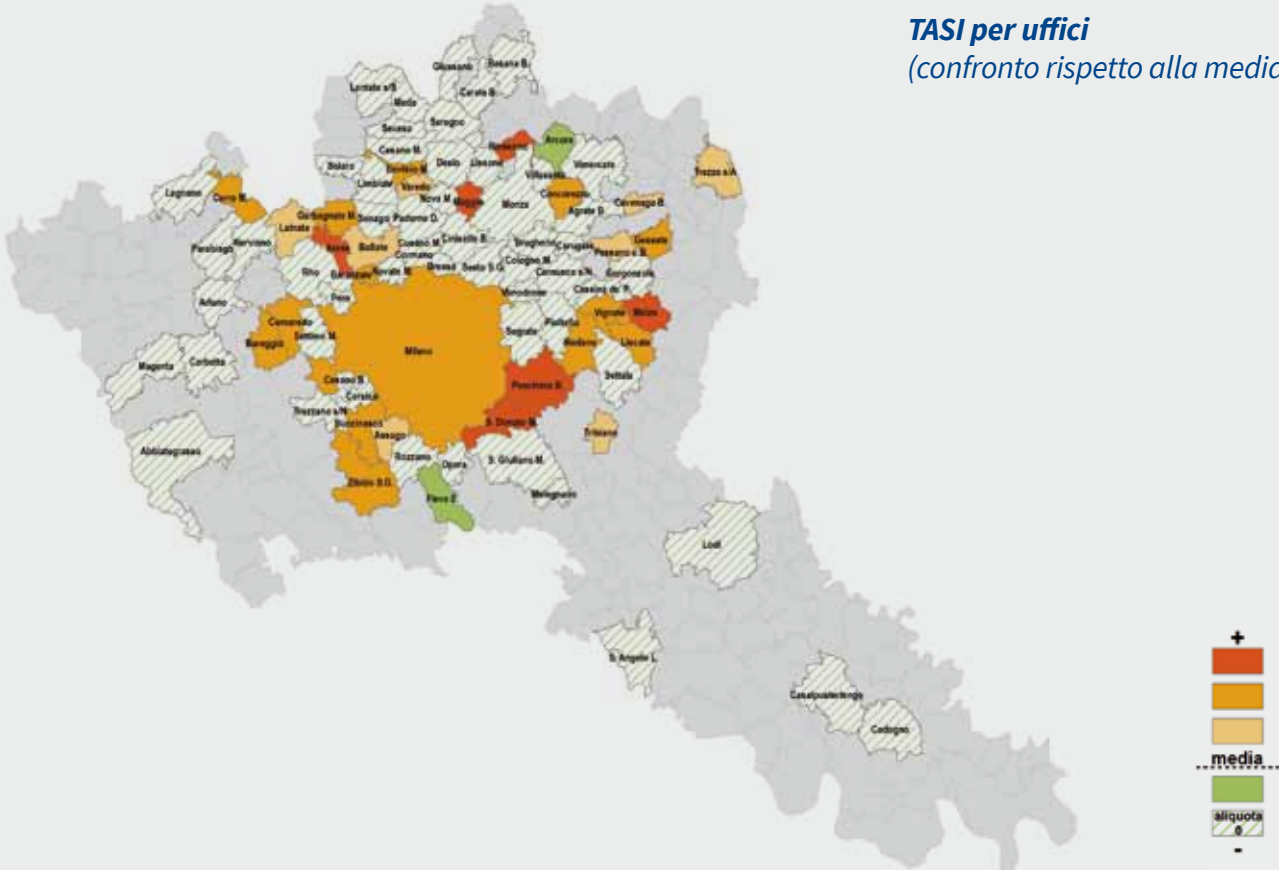 TASI per uffici
(confronto rispetto alla media
Giussano
Besana B.
Lentate s/S
Carate B.
Meda
Seveso
Seregno
Cesano M.
Desio
Lissone
Arcore
Vimercate
Solaro
Bovisio M.
Limbiate
Varedo
Villasanta
Trezzo s/A
Legnano
Cerro M.
Nova M.
Muggiò
Monza
Concorezzo
Agrate B.
Cavenago B.
Garbagnate M.
Senago
Paderno D.
Lainate
Parabiago
Nerviano
Arese
Bollate
Cusano M.
Cinisello B.
Brugherio
Carugate
Pessano c.B.
Gessate
Cormano
Cologno M.
Rho
Baranzate
Novate M.
Bresso
Sesto S.G.
Cernusco s/N.
Gorgonzola
Arluno
Pero
Vimodrone
Cassina de' P.
Cornaredo
Settimo M.
Bareggio
Milano
Segrate
Pioltello
Vignate
Melzo
Rodano
Liscate
Magenta
Corbetta
Settala
Cesano B.
Corsico
Peschiera B.
Trezzano s/N.
Buccinasco
Assago
S. Donato M.
Tribiano
Abbiategrasso
Rozzano
Opera
S. Giuliano M.
Zibido S.G.
Pieve E.
Melegnano
Lodi
S. Angelo L.
Casalpusterlengo
Codogno
+
media
aliquota
0
-